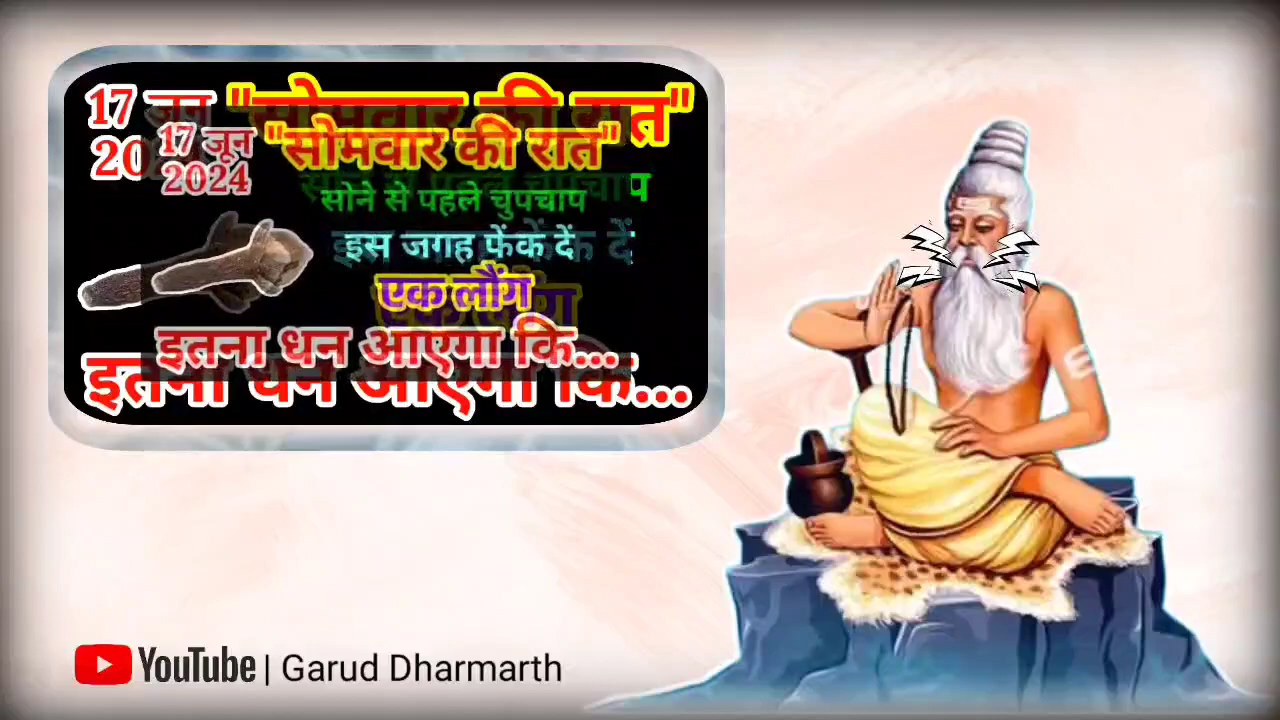 17 जून "सोमवार की रात"
2024
सोने से पहले चुपचाप
इस जगह फेंक दें
एक लौंग
इतना धन आएगा कि...
YouTube | Garud Dharmarth